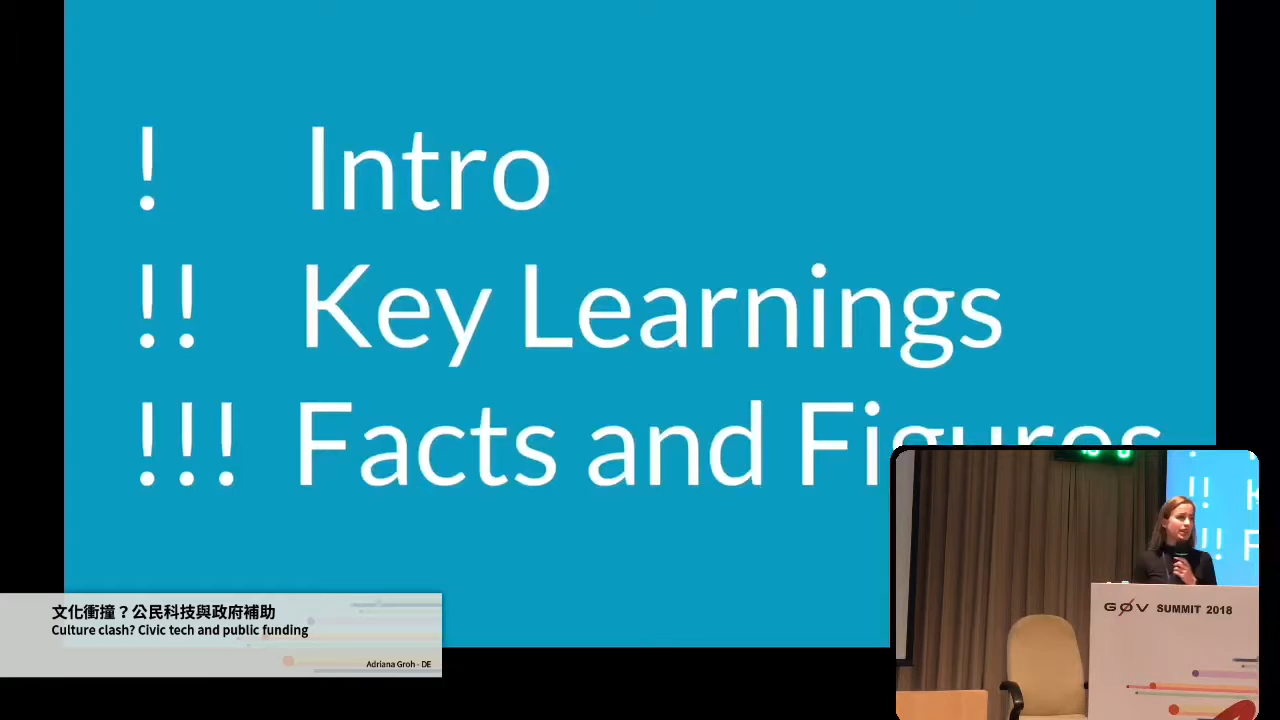 ! Intro
!! Key Learnings
!!! Facts and Figures
文化衝撞？公民科技與政府補助
Culture clash? Civic tech and public funding
Adriana Groh - DE
!! K
!! F
GØV SUMMIT 2018